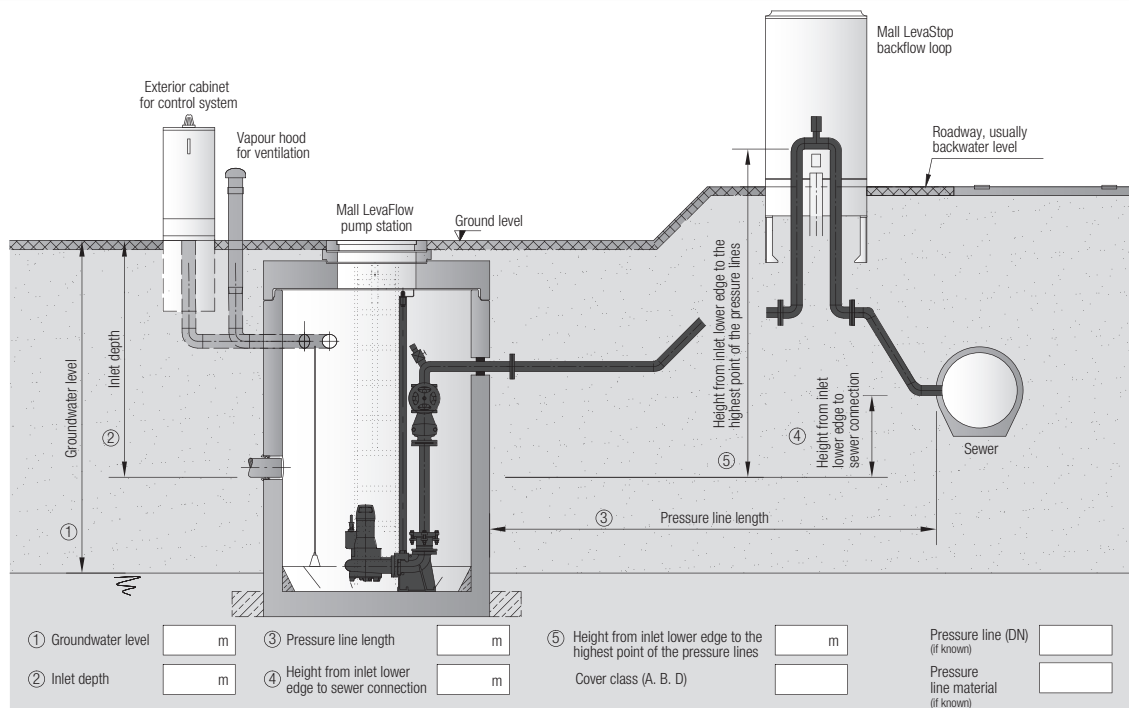 Mall LevaStop
backflow loop
Exterior cabinet
for control system
Vapour hood
for ventilation
Roadway, usually
backwater level
Mall LevaFlow
pump station
Ground level
Groundwater level
①
Inlet depth
②
Height from inlet lower edge to the
highest point of the pressure lines
⑤
④
Height from inlet
lower edge to
sewer connection
Sewer
③ Pressure line length
① Groundwater level m
② Inlet depth m
③ Pressure line length m
④ Height from inlet lower
edge to sewer connection m
⑤ Height from inlet lower edge to the
highest point of the pressure lines m
Cover class (A. B. D)
Pressure line (DN)
(if known)
Pressure
line material
(if known)